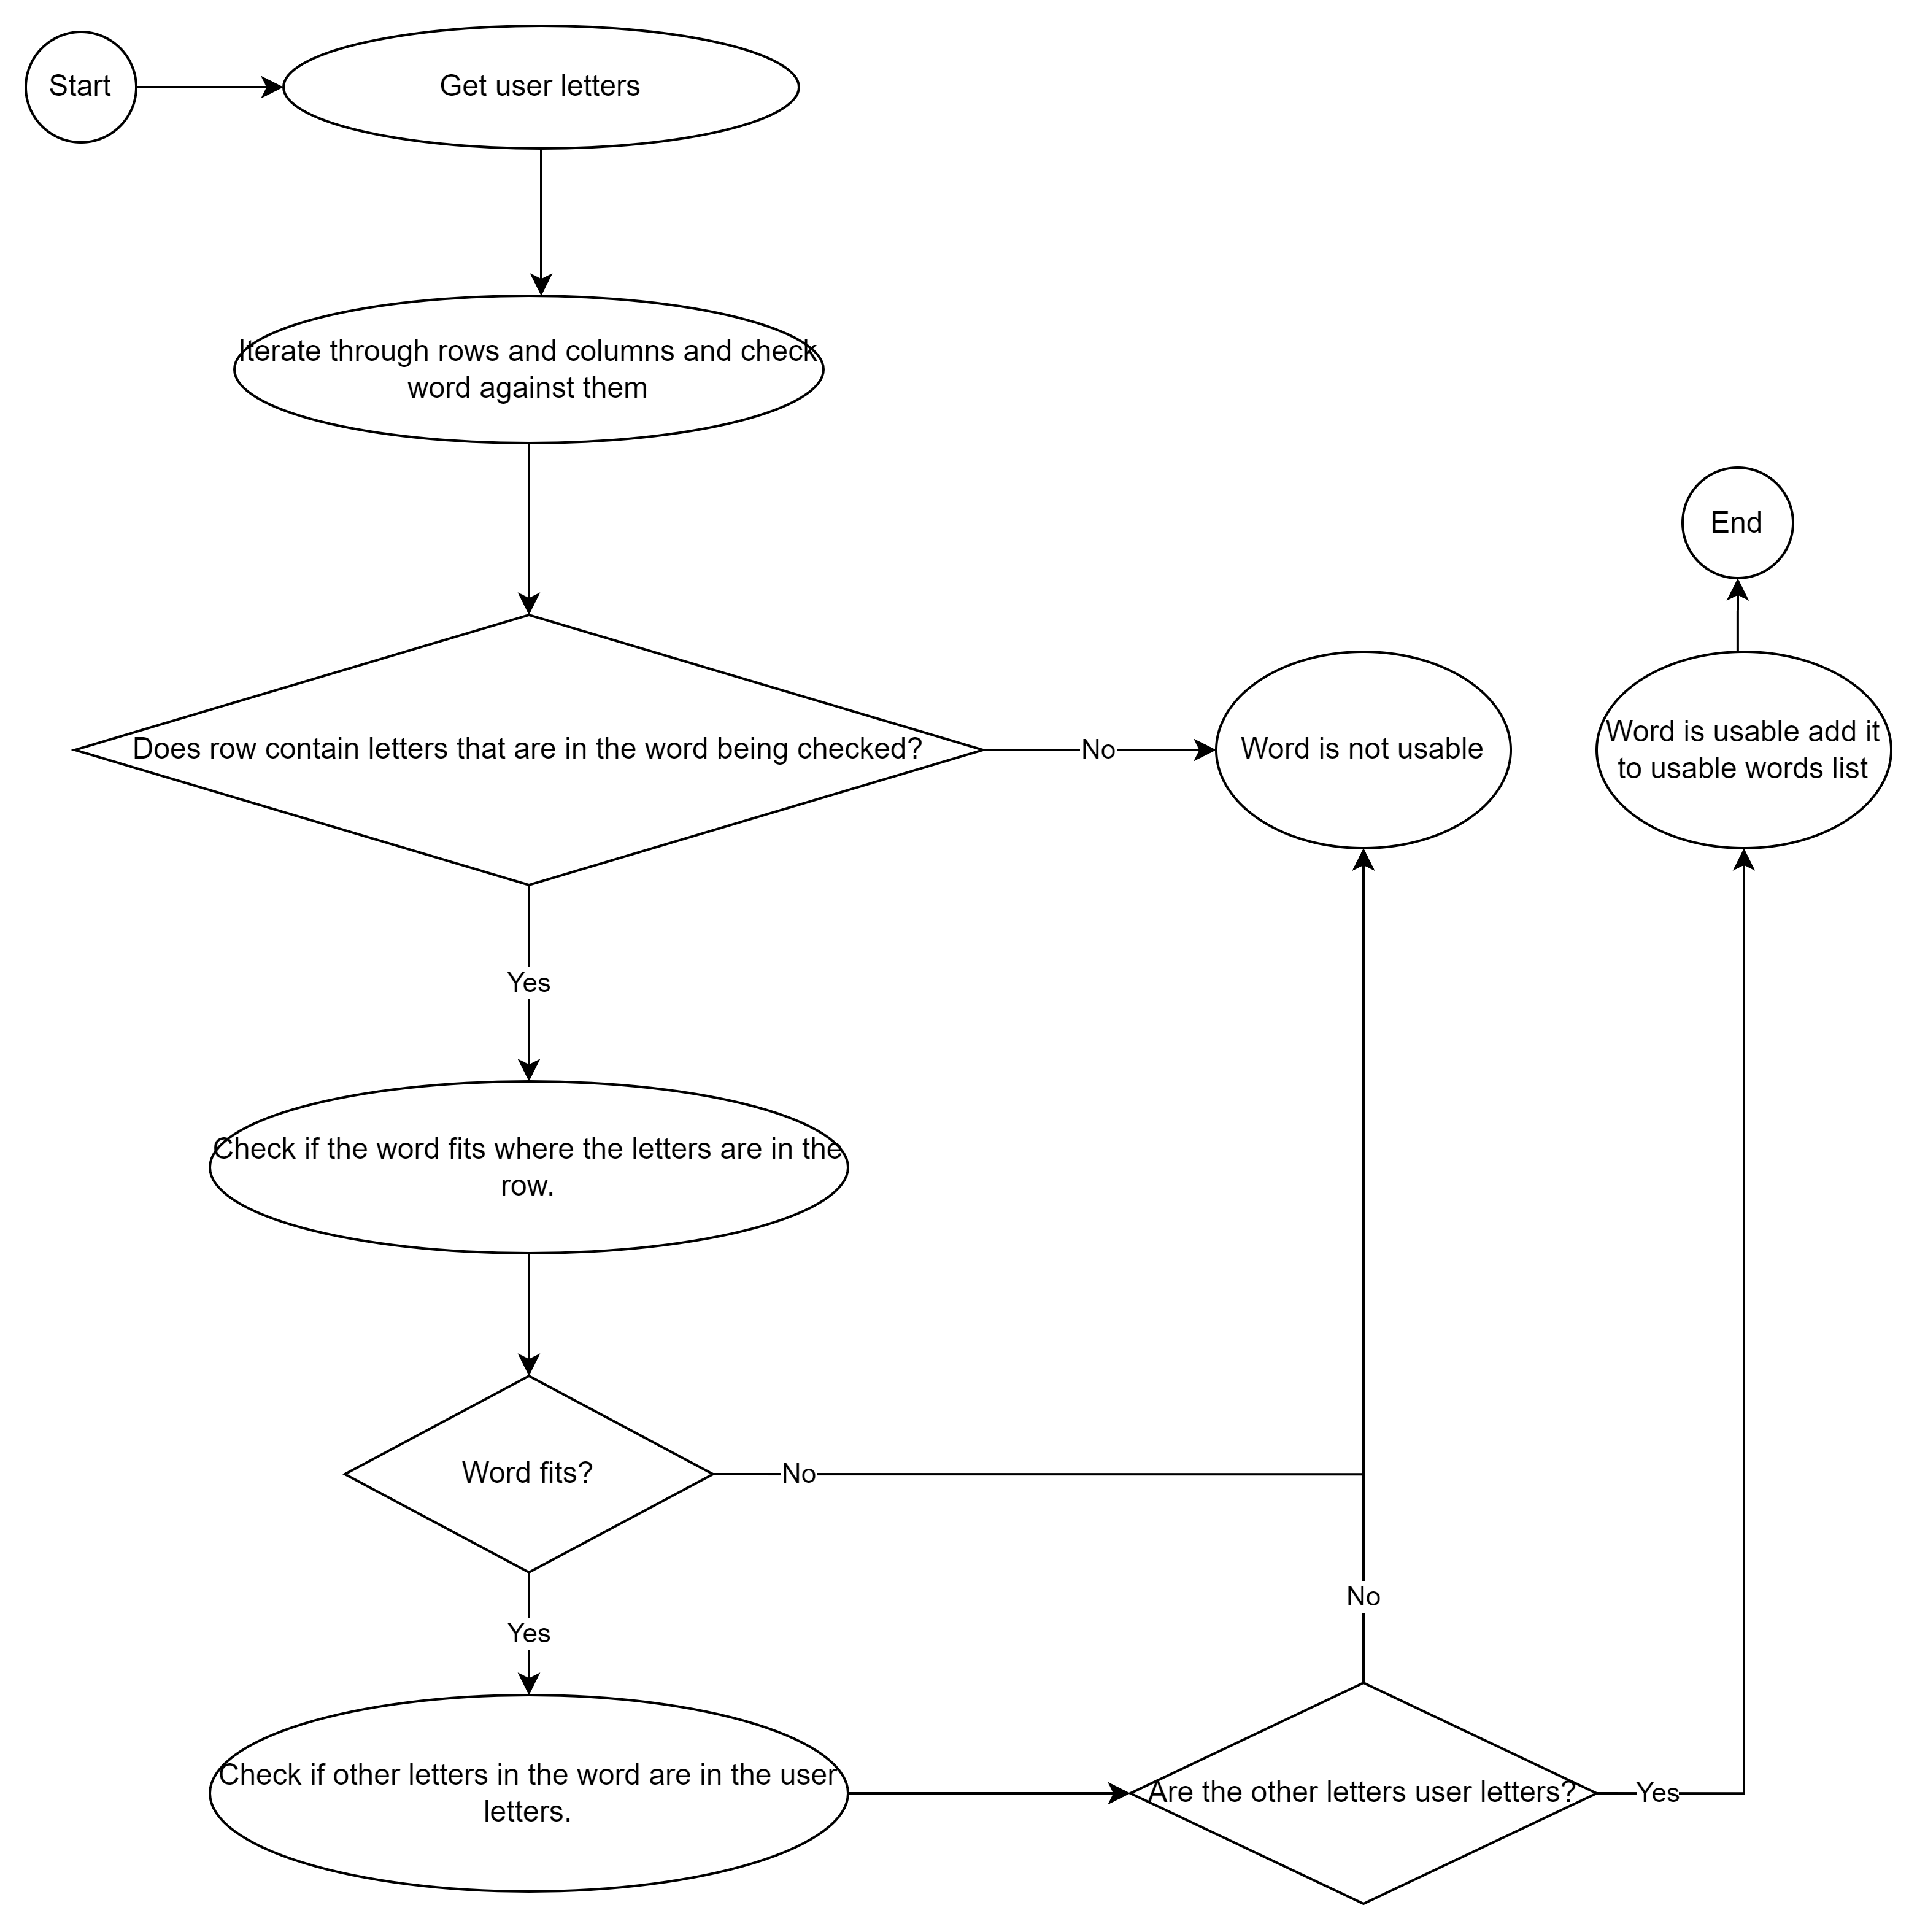 Start
Get user letters
Iterate through rows and columns and check
word against them
End
Does row contain letters that are in the word being checked?
No
Word is not usable
Word is usable add it
to usable words list
Yes
Check if the word fits where the letters are in the
row.
Word fits?
No
No
Yes
Check if other letters in the word are in the user
letters.
Are the other letters user letters?
Yes